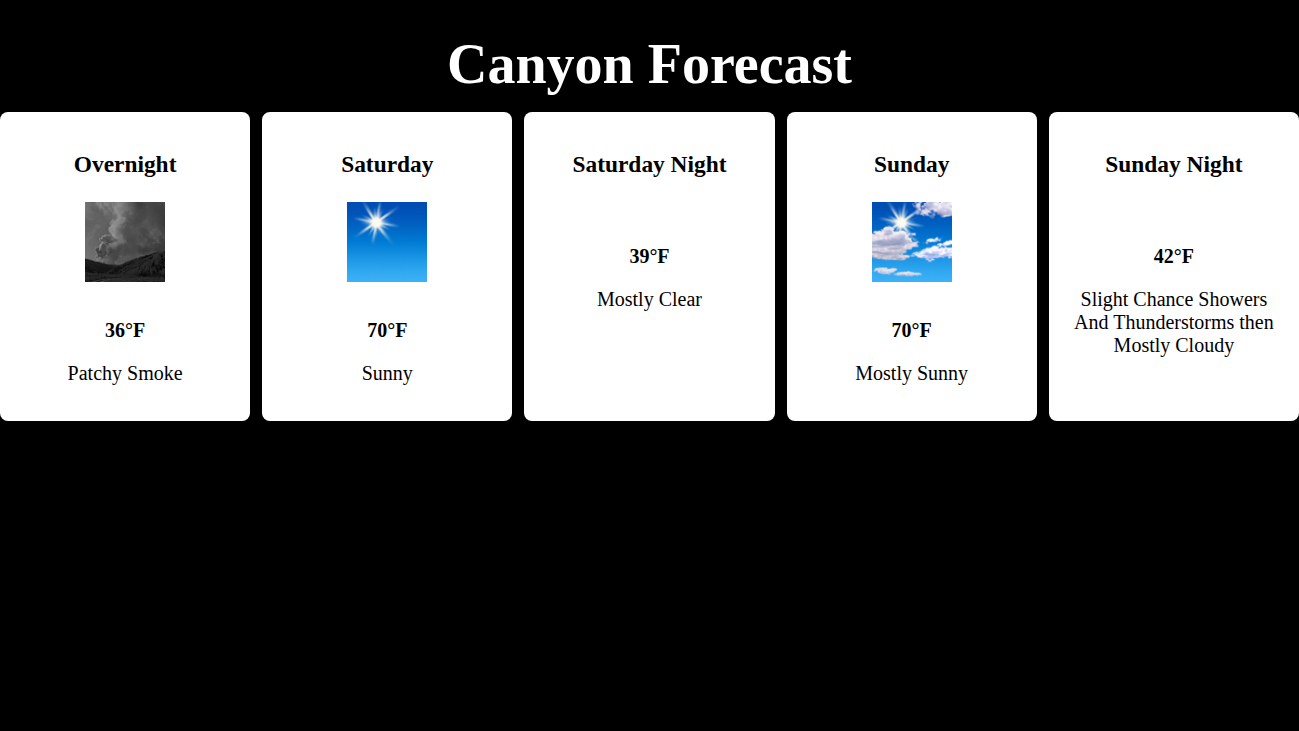 Canyon Forecast
Overnight
36°F
Patchy Smoke
Saturday
70°F
Sunny
Saturday Night
39°F
Mostly Clear
Sunday
70°F
Mostly Sunny
Sunday Night
42°F
Slight Chance Showers
And Thunderstorms then
Mostly Cloudy